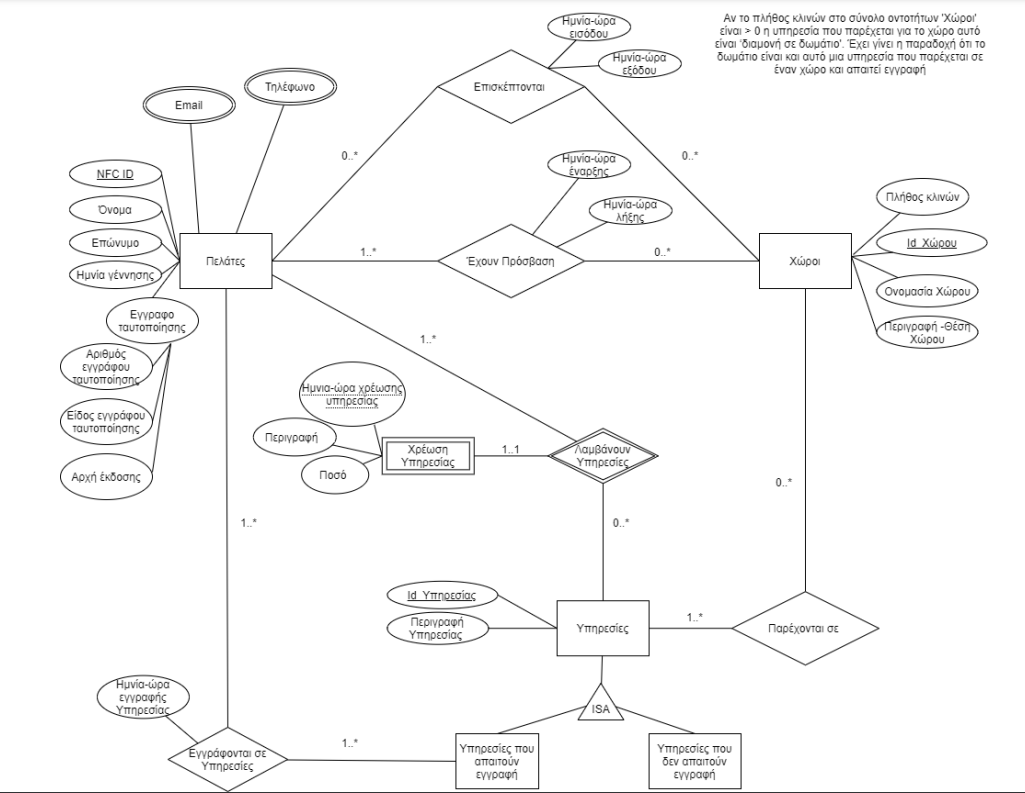 Αν το πλήθος κλινών στο σύνολο οντοτήτων 'Χώροι'
είναι > 0 η υπηρεσία που παρέχεται για το χώρο αυτό
είναι 'διαμονή σε δωμάτιο'. Έχει γίνει η παραδοχή ότι το
δωμάτιο είναι και αυτό μια υπηρεσία που παρέχεται σε
έναν χώρο και απαιτεί εγγραφή
Ημνία-ώρα
εισόδου
Ημνία-ώρα
εξόδου
Επισκέπτονται
Τηλέφωνο
Email
0..*
0..*
NFC ID
Όνομα
Επώνυμο
Ημνία γέννησης
Πελάτες
Ημνία-ώρα
έναρξης
Ημνία-ώρα
λήξης
1..*
Έχουν Πρόσβαση
0..*
Χώροι
Πλήθος κλινών
Id_Χώρου
Ονομασία Χώρου
Περιγραφή -Θέση
Χώρου
Εγγραφο
ταυτοποίησης
Αριθμός
εγγράφου
ταυτοποίησης
Είδος εγγράφου
ταυτοποίησης
Αρχή έκδοσης
1..*
Ημνια-ώρα χρέωσης
υπηρεσίας
Περιγραφή
Ποσό
Χρέωση
Υπηρεσίας
1..1
Λαμβάνουν
Υπηρεσίες
0..*
0..*
1..*
Id_Υπηρεσίας
Περιγραφή
Υπηρεσίας
Υπηρεσίες
1..*
Παρέχονται σε
ISA
Ημνία-ώρα
εγγραφής
Υπηρεσίας
Εγγράφονται σε
Υπηρεσίες
1..*
Υπηρεσίες που
απαιτούν
εγγραφή
Υπηρεσίες που
δεν απαιτούν
εγγραφή